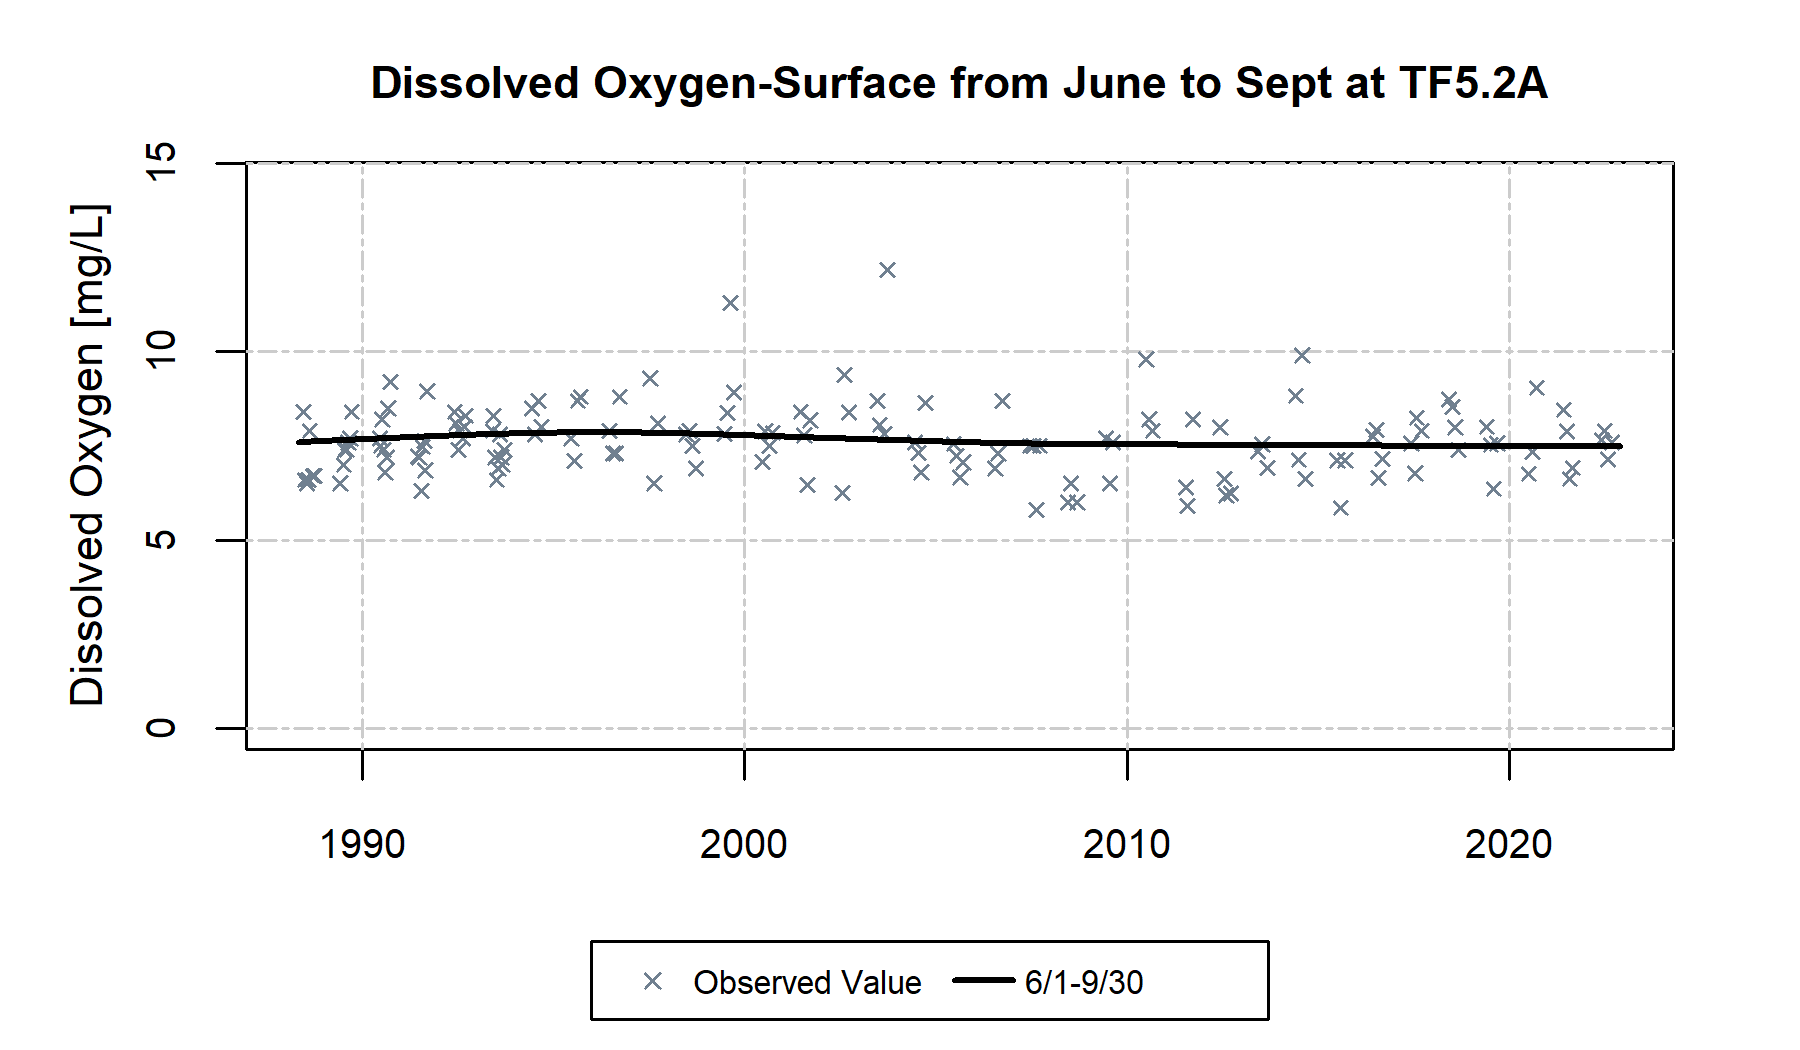 Dissolved Oxygen-Surface from June to Sept at TF5.2A
Dissolved Oxygen [mg/L]
15
10
5
0
1990 2000 2010 2020
Observed Value 6/1-9/30